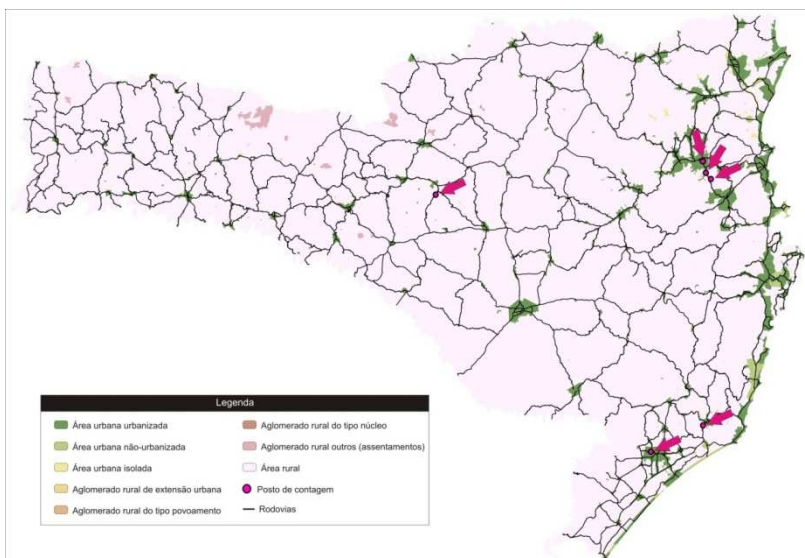 Legenda
Área urbana urbanizada
Área urbana não-urbanizada
Área urbana isolada
Aglomerado rural de extensão urbana
Aglomerado rural do tipo povoamento
Aglomerado rural do tipo núcleo
Aglomerado rural outros (assentamentos)
Área rural
Posto de contagem
Rodovias